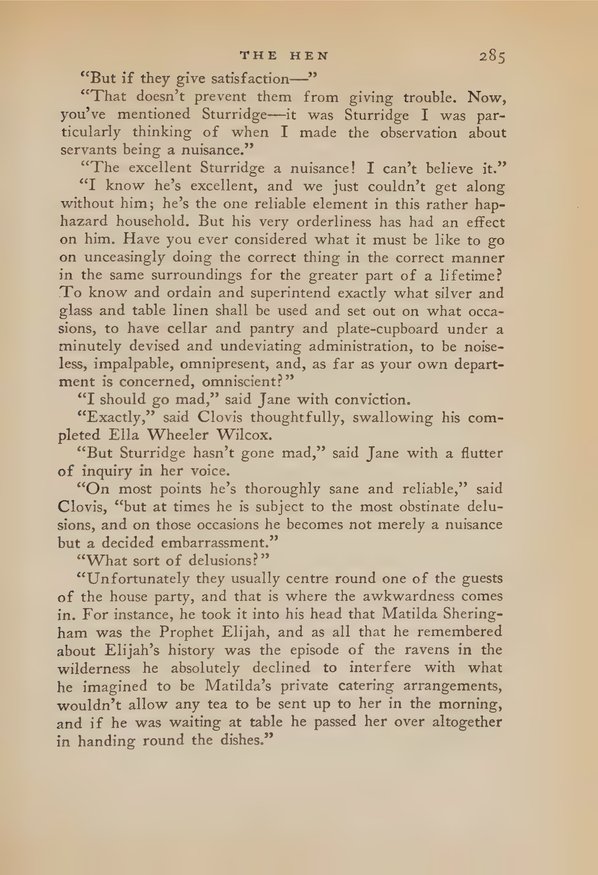 THE HEN 285
“But if they give satisfaction—”
“That doesn’t prevent them from giving trouble. Now,
you’ve mentioned Sturridge—it was Sturridge I was par-
ticularly thinking of when I made the observation about
servants being a nuisance.”
“The excellent Sturridge a nuisance! I can’t believe it.”
“I know he’s excellent, and we just couldn’t get along
without him; he’s the one reliable element in this rather hap-
hazard household. But his very orderliness has had an effect
on him. Have you ever considered what it must be like to go
on unceasingly doing the correct thing in the correct manner
in the same surroundings for the greater part of a lifetime?
To know and ordain and superintend exactly what silver and
glass and table linen shall be used and set out on what occa-
sions, to have cellar and pantry and plate-cupboard under a
minutely devised and undeviating administration, to be noise-
less, impalpable, omnipresent, and, as far as your own depart-
ment is concerned, omniscient?”
“I should go mad,” said Jane with conviction.
“Exactly,” said Clovis thoughtfully, swallowing his com-
pleted Ella Wheeler Wilcox.
“But Sturridge hasn’t gone mad,” said Jane with a flutter
of inquiry in her voice.
“On most points he’s thoroughly sane and reliable,” said
Clovis, “but at times he is subject to the most obstinate delu-
sions, and on those occasions he becomes not merely a nuisance
but a decided embarrassment.”
“What sort of delusions?”
“Unfortunately they usually centre round one of the guests
of the house party, and that is where the awkwardness comes
in. For instance, he took it into his head that Matilda Shering-
ham was the Prophet Elijah, and as all that he remembered
about Elijah’s history was the episode of the ravens in the
wilderness he absolutely declined to interfere with what
he imagined to be Matilda’s private catering arrangements,
wouldn’t allow any tea to be sent up to her in the morning,
and if he was waiting at table he passed her over altogether
in handing round the dishes.”